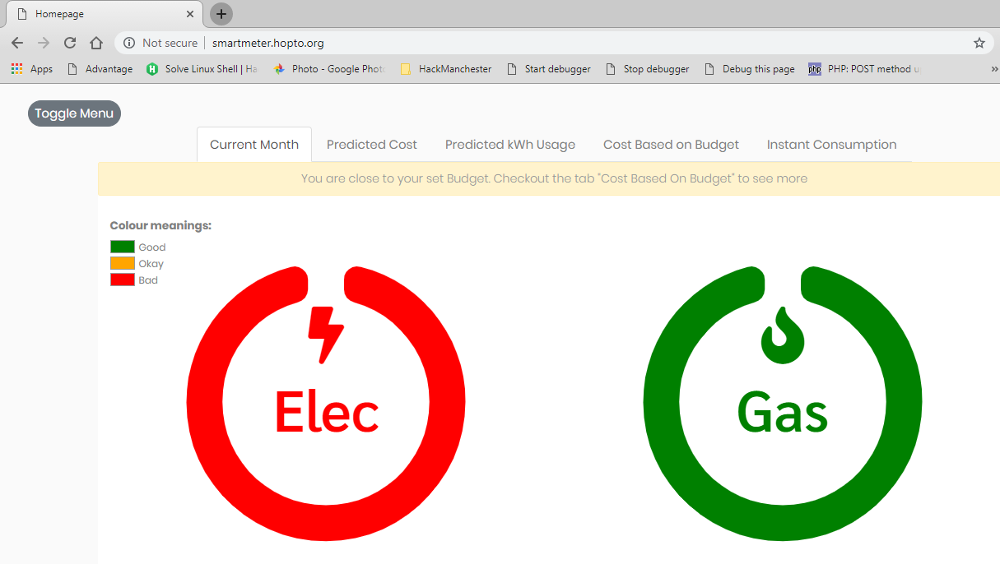 Homepage
Not secure smartmeter.hopto.org
Apps Advantage Solve Linux Shell | Ha Photo - Google Phot HackManchester Start debugger Stop debugger Debug this page php PHP: POST method
Toggle Menu
Current Month Predicted Cost Predicted kWh Usage Cost Based on Budget Instant Consumption
You are close to your set Budget. Checkout the tab "Cost Based On Budget" to see more
Colour meanings:
Good
Okay
Bad
Elec Gas